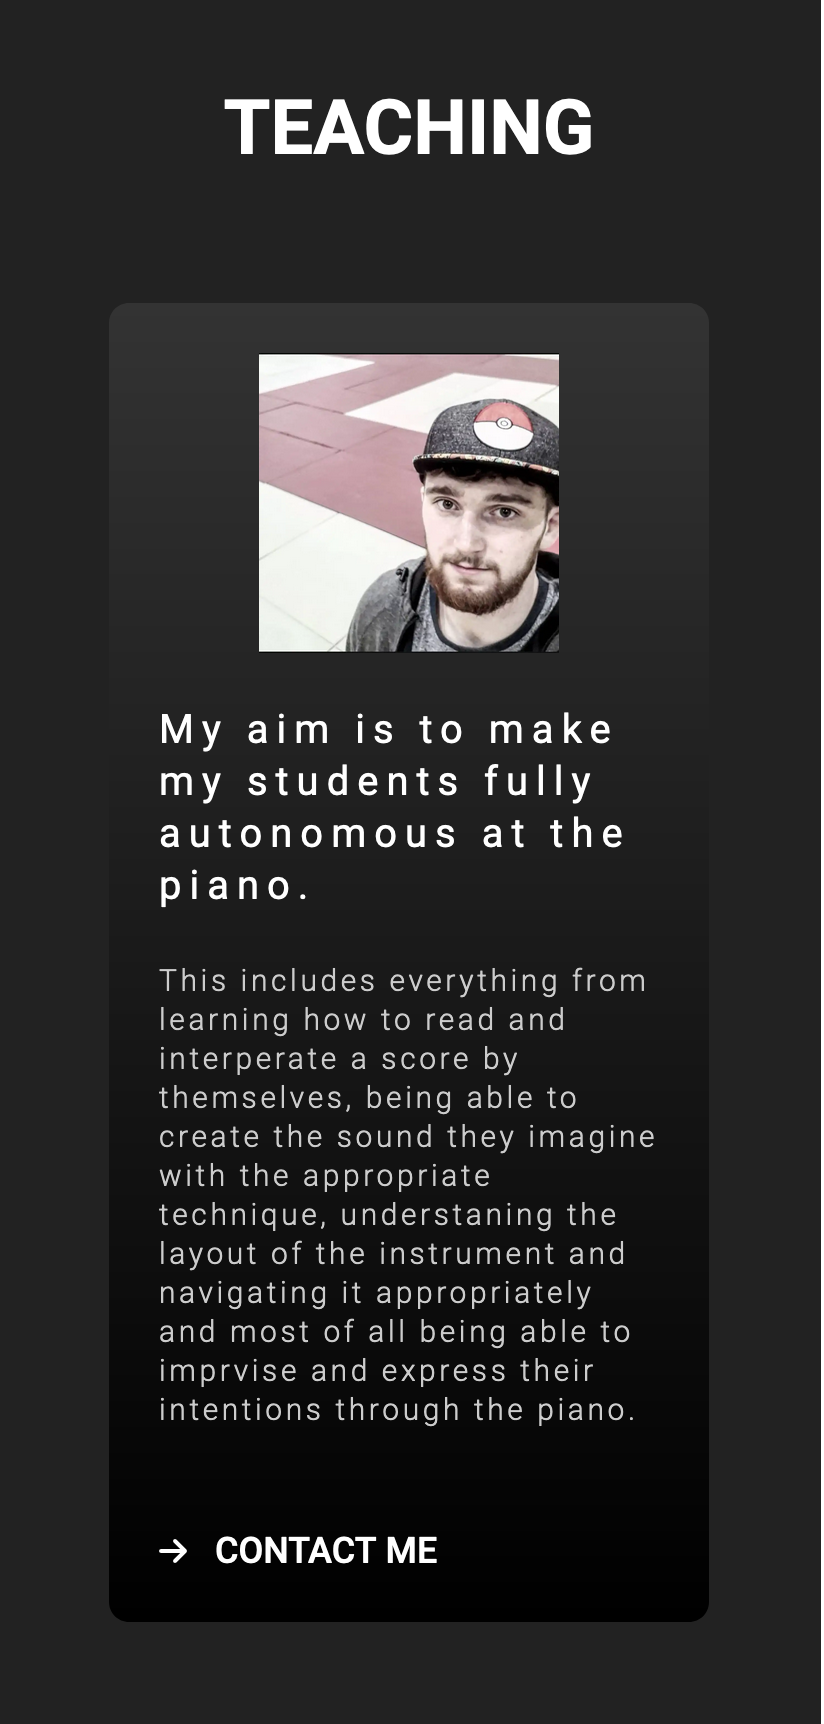 TEACHING
My aim is to make
my students fully
autonomous at the
piano.
This includes everything from
learning how to read and
interperate a score by
themselves, being able to
create the sound they imagine
with the appropriate
technique, understaning the
layout of the instrument and
navigating it appropriately
and most of all being able to
imprvise and express their
intentions through the piano.
→ CONTACT ME